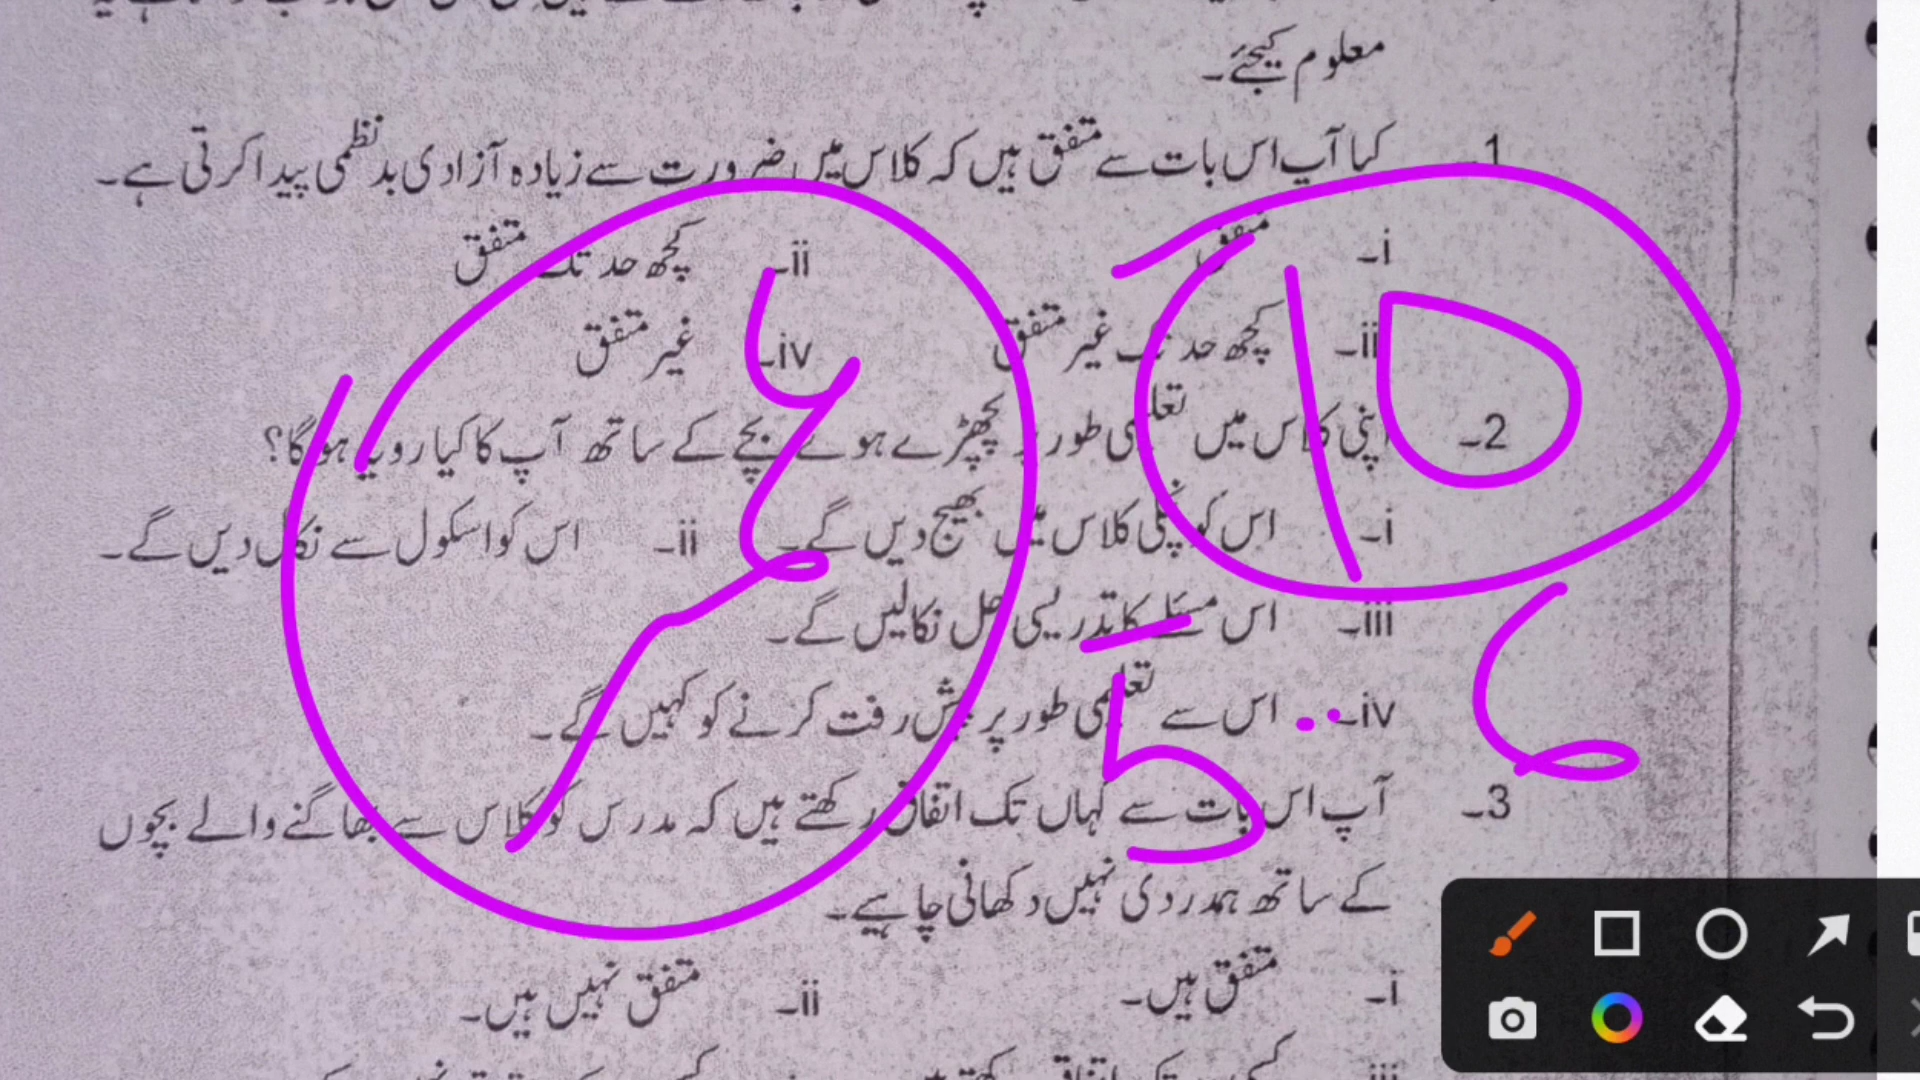 معلوم کیجئے۔
1۔ کیا آپ اس بات سے متفق ہیں کہ کلاس میں ضرورت سے زیادہ آزادی بدنظمی پیدا کرتی ہے۔
i۔ متفق ii۔ کچھ حد تک متفق
ii۔ کچھ حد تک غیر متفق iv۔ غیر متفق
2۔ اپنی کلاس میں تعلیمی طور پر بچھڑے ہوئے بچے کے ساتھ آپ کا کیا رویہ ہوگا؟
i۔ اس کو نچلی کلاس میں بھیج دیں گے۔ ii۔ اس کو اسکول سے نکال دیں گے۔
iii۔ اس مسئلے کا تدریسی حل نکالیں گے۔
iv۔ اس سے تعلیمی طور پر پیش رفت کرنے کو کہیں گے۔
3۔ آپ اس بات سے کہاں تک اتفاق رکھتے ہیں کہ مدرس کو کلاس سے بھاگنے والے بچوں
کے ساتھ ہمدردی نہیں دکھانی چاہیے۔
i۔ متفق ہیں۔ ii۔ متفق نہیں ہیں۔
10
5